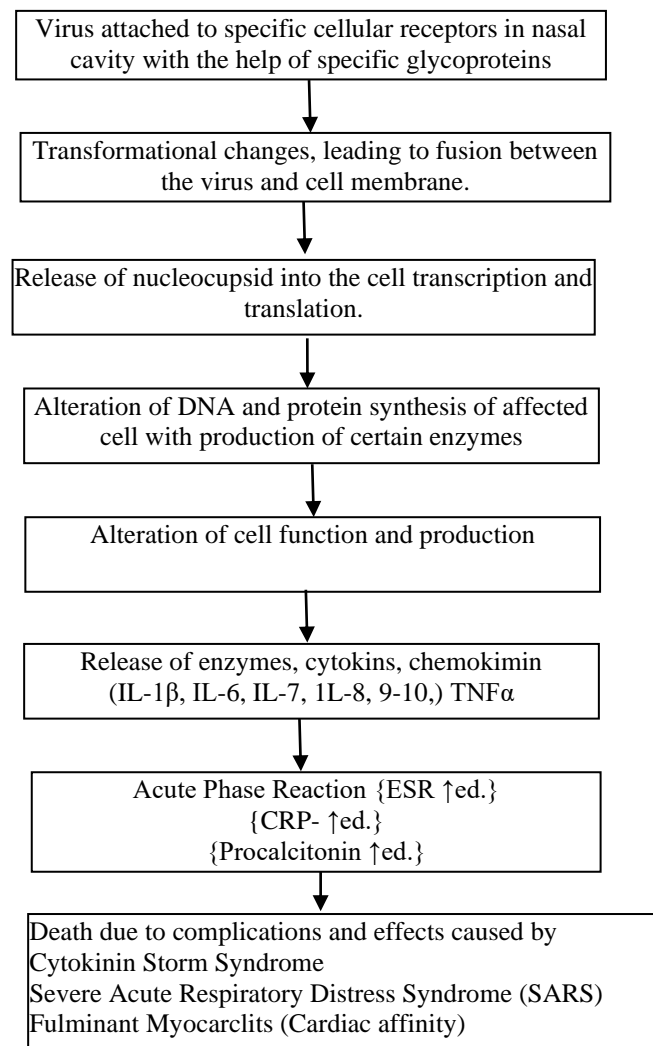 Virus attached to specific cellular receptors in nasal
cavity with the help of specific glycoproteins
Transformational changes, leading to fusion between
the virus and cell membrane.
Release of nucleocupsid into the cell transcription and
translation.
Alteration of DNA and protein synthesis of affected
cell with production of certain enzymes
Alteration of cell function and production
Release of enzymes, cytokins, chemokimin
(IL-1β, IL-6, IL-7, 1L-8, 9-10,) TNFα
Acute Phase Reaction {ESR ↑ed.}
{CRP- ↑ed.}
{Procalcitonin ↑ed.}
Death due to complications and effects caused by
Cytokinin Storm Syndrome
Severe Acute Respiratory Distress Syndrome (SARS)
Fulminant Myocarclits (Cardiac affinity)